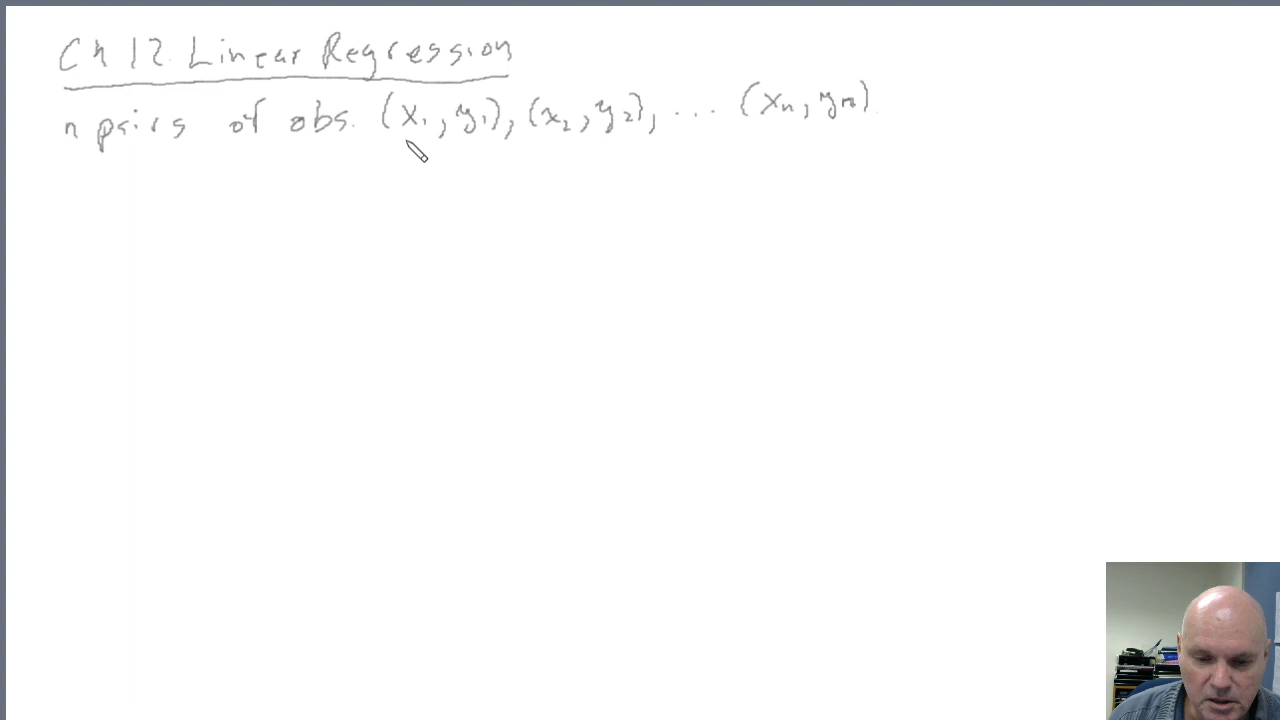 Ch 12. Linear Regression
n pairs of obs. (x₁, y₁), (x₂, y₂), ... (xₙ, yₙ).